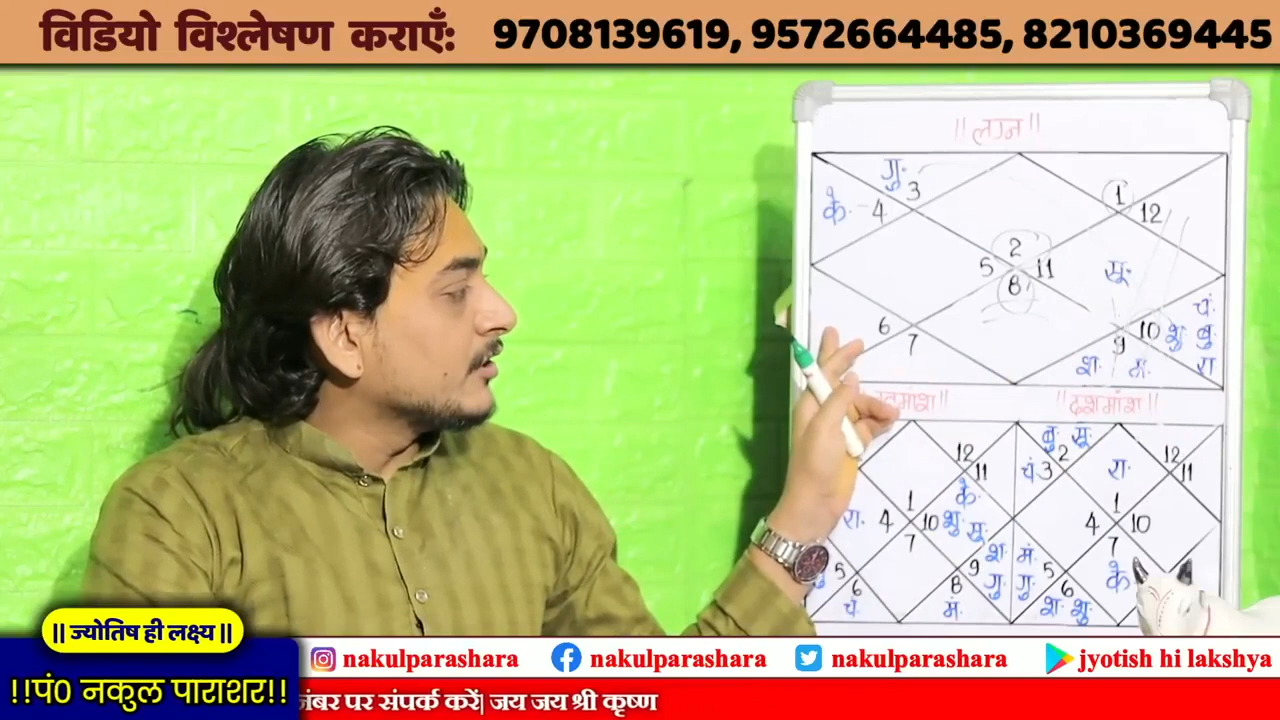 विडियो विश्लेषण कराएँ: 9708139619, 9572664485, 8210369445
॥लग्न॥
गु. 3
के. 4
1 12
2
5 11
8
सू.
6
7
चं.
10 शु. बु.
9
श. मं. रा
॥दशमांश॥
12
11
1
के.
रा. 4 10 शु. सू.
7
श.
5 9
6 8 गु.
चं. मं.
बु. सू.
2 12
चं 3 रा. 11
1
4 10
7
मं.
5 के
गु. 6
श. शु.
॥ ज्योतिष ही लक्ष्य ॥
!!पं0 नकुल पाराशर!!
nakulparashara nakulparashara nakulparashara jyotish hi lakshya
नंबर पर संपर्क करें| जय जय श्री कृष्ण